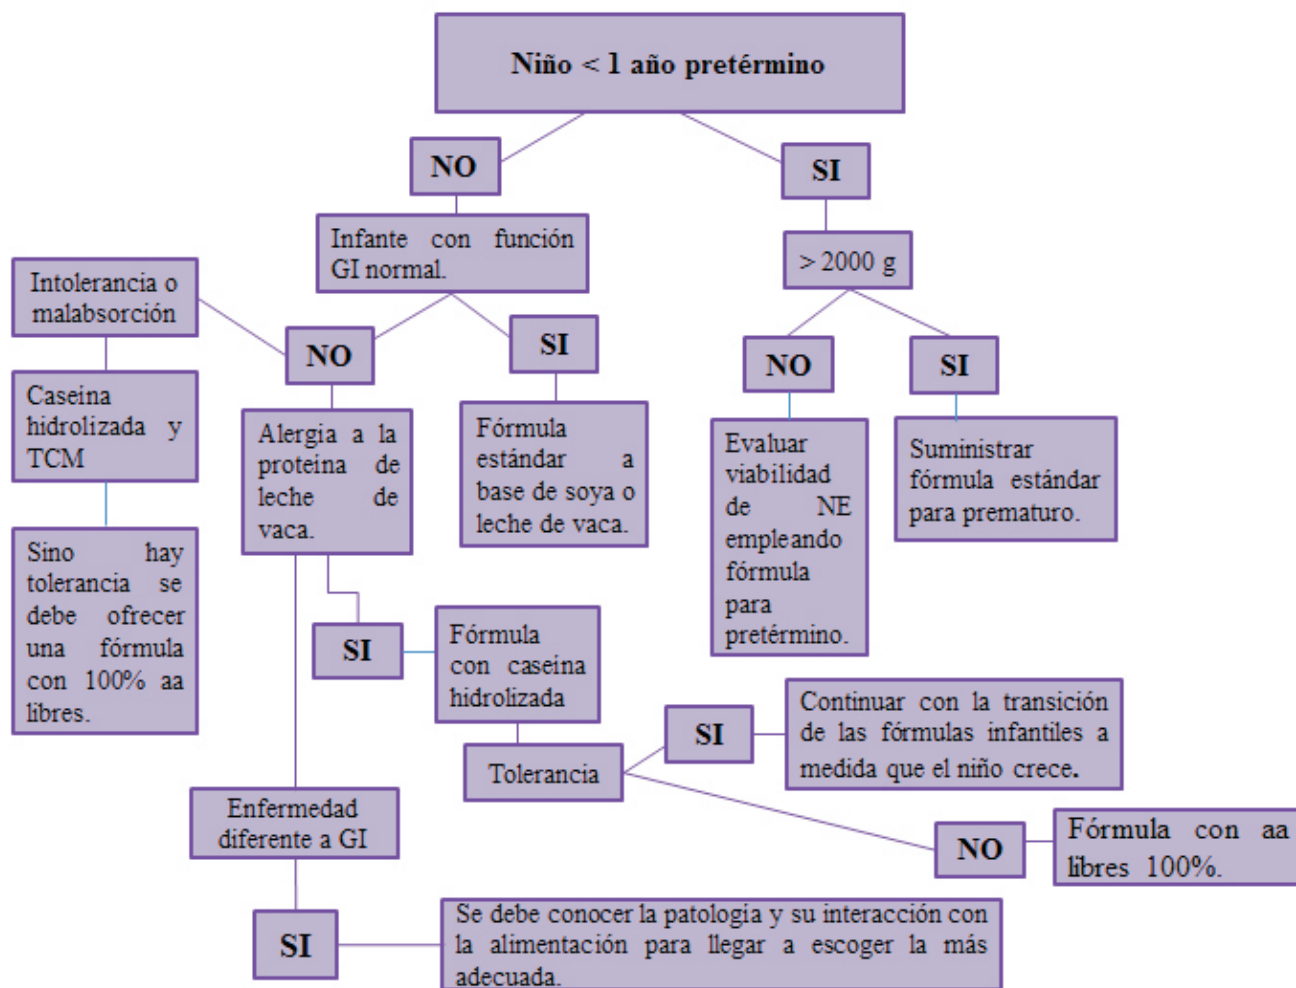 Niño < 1 año pretérmino
NO
SI
Infante con función
GI normal.
> 2000 g
Intolerancia o
malabsorción
NO
SI
NO
SI
Caseina
hidrolizada y
TCM
Alergia a la
proteina de
leche de
vaca.
Fórmula
estándar a
base de soya o
leche de vaca.
Evaluar
viabilidad
de NE
empleando
fórmula
para
pretérmino.
Suministrar
fórmula estándar
para prematuro.
Sino hay
tolerancia se
debe ofrecer
una fórmula
con 100% aa
libres.
SI
Fórmula
con caseina
hidrolizada
Tolerancia
SI
Continuar con la transición
de las fórmulas infantiles a
medida que el niño crece.
NO
Fórmula con aa
libres 100%.
Enfermedad
diferente a GI
SI
Se debe conocer la patologia y su interacción con
la alimentación para llegar a escoger la más
adecuada.